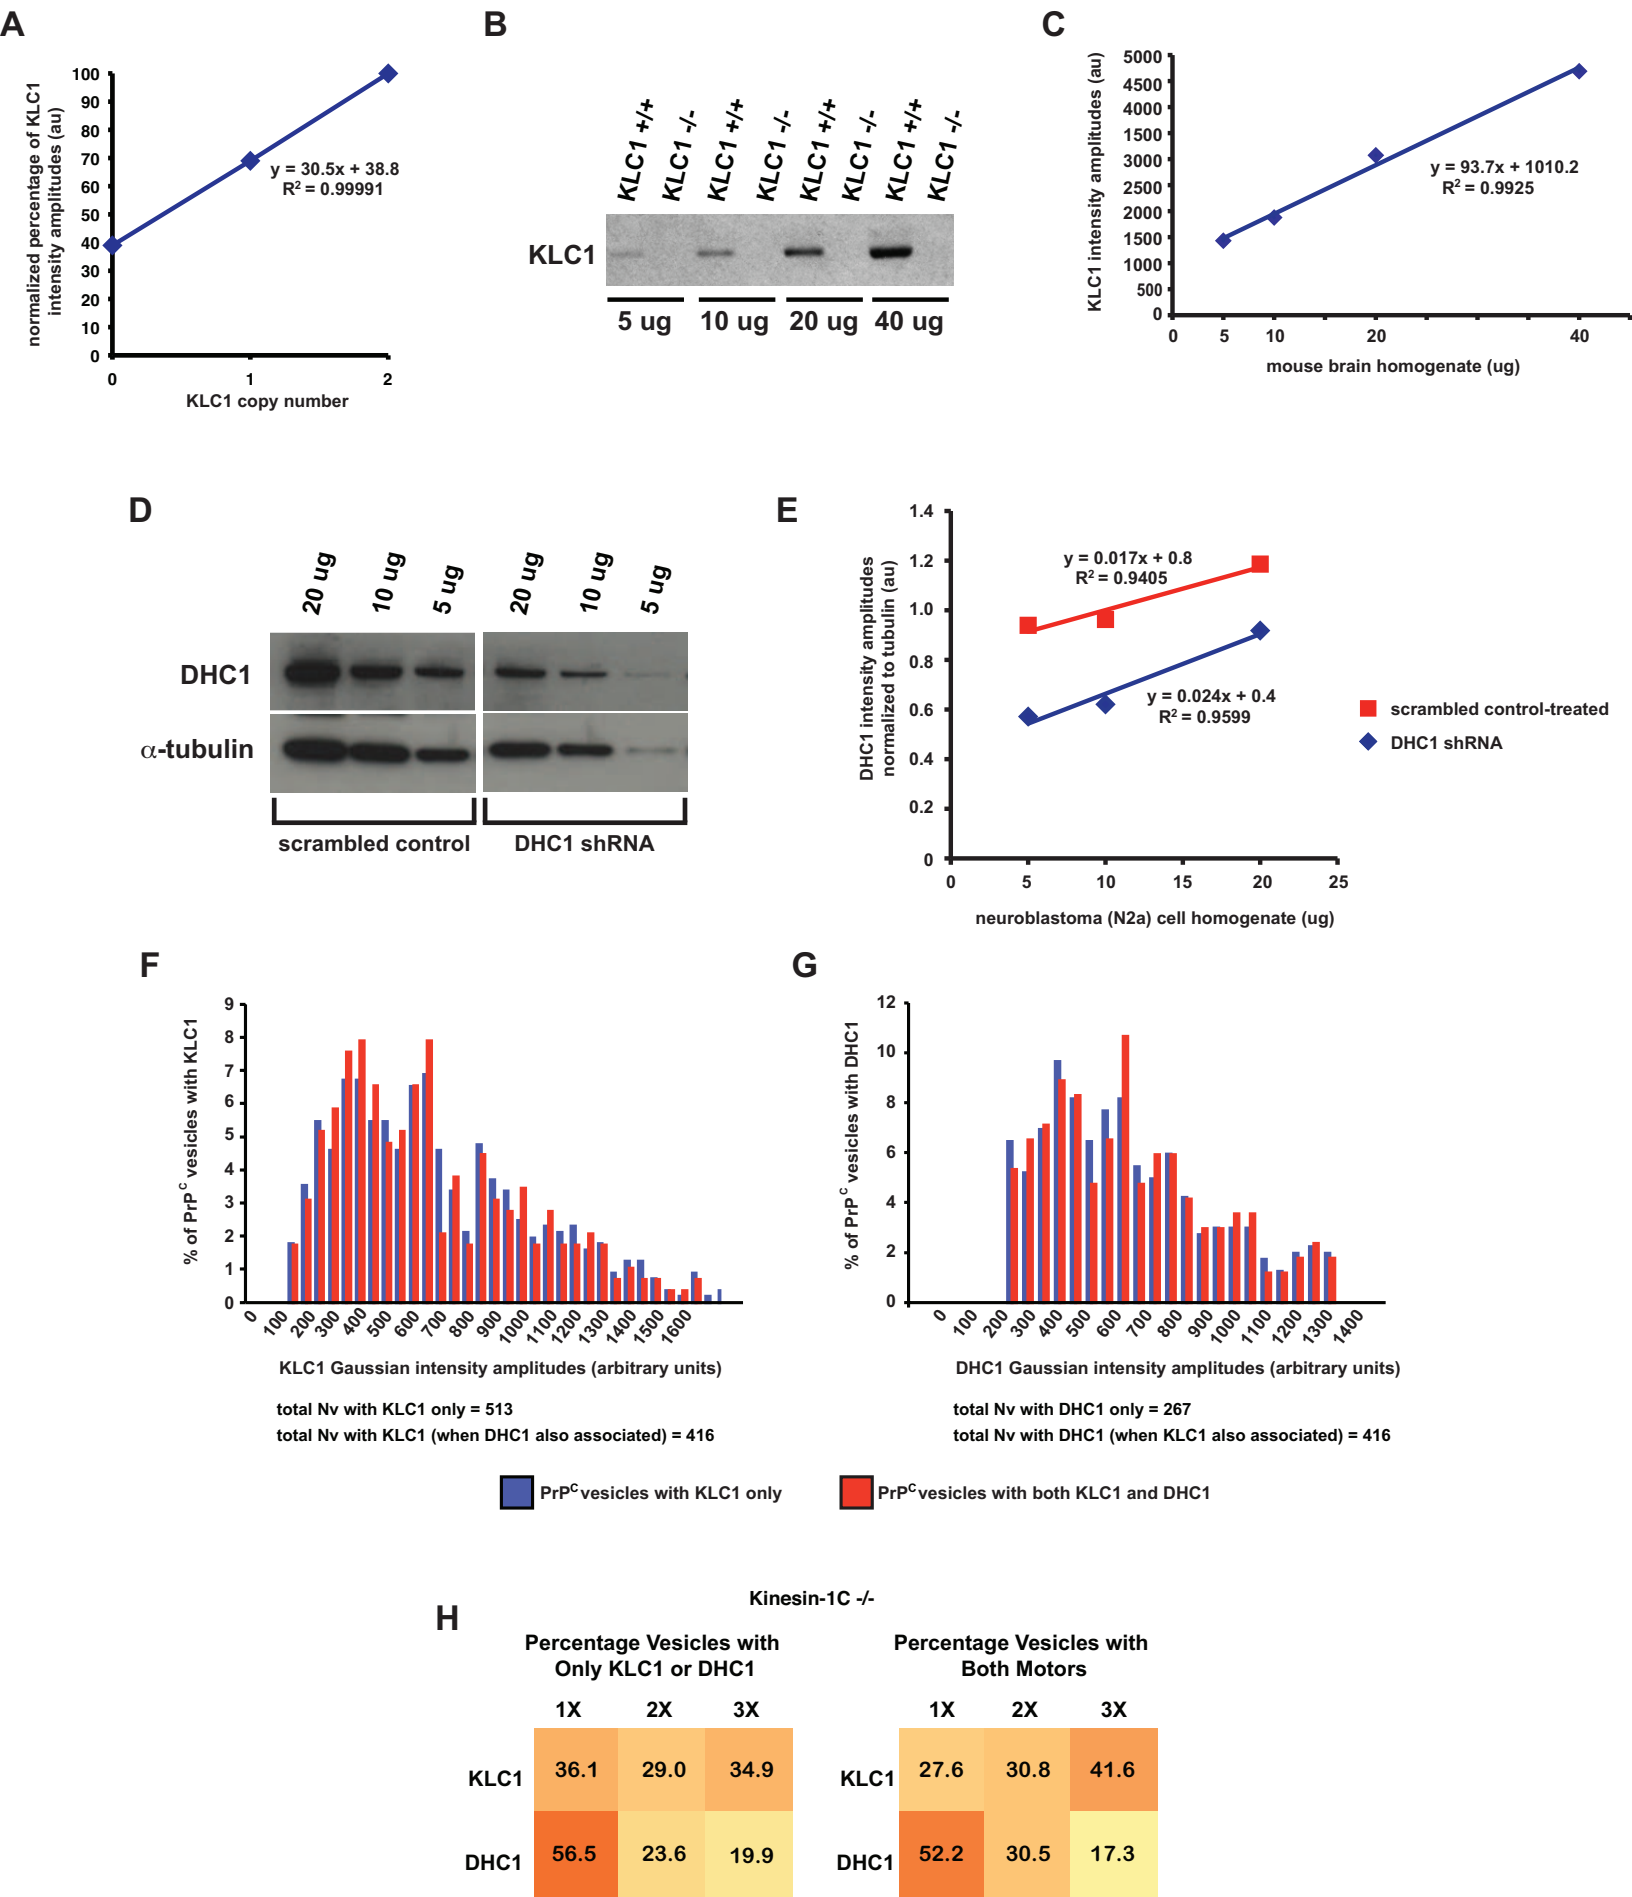 A
normalized percentage of KLC1
intensity amplitudes (au)
100
90
80
70
60
50
40
30
20
10
0
y = 30.5x + 38.8
R² = 0.99991
0 1 2
KLC1 copy number
B
KLC1 +/+ KLC1 -/- KLC1 +/+ KLC1 -/- KLC1 +/+ KLC1 -/- KLC1 +/+ KLC1 -/-
KLC1
5 ug 10 ug 20 ug 40 ug
C
KLC1 intensity amplitudes (au)
5000
4500
4000
1500
3000
2500
2000
1500
1000
500
0
y = 93.7x + 1010.2
R² = 0.9925
0 5 10 20 40
mouse brain homogenate (ug)
D
20 ug 10 ug 5 ug 20 ug 10 ug 5 ug
DHC1
α-tubulin
scrambled control DHC1 shRNA
E
DHC1 intensity amplitudes
normalized to tubulin (au)
1.4
1.2
1.0
0.8
0.6
0.4
0.2
0
y = 0.017x + 0.8
R² = 0.9405
y = 0.024x + 0.4
R² = 0.9599
0 5 10 15 20 25
neuroblastoma (N2a) cell homogenate (ug)
scrambled control-treated
DHC1 shRNA
F
% of PrP^C vesicles with KLC1
9
8
7
6
5
4
3
2
1
0
0 100 200 300 400 500 600 700 800 900 1000 1100 1200 1300 1400 1500 1600
KLC1 Gaussian intensity amplitudes (arbitrary units)
total Nv with KLC1 only = 513
total Nv with KLC1 (when DHC1 also associated) = 416
G
% of PrP^C vesicles with DHC1
12
10
8
6
4
2
0
0 100 200 300 400 500 600 700 800 900 1000 1100 1200 1300 1400
DHC1 Gaussian intensity amplitudes (arbitrary units)
total Nv with DHC1 only = 267
total Nv with DHC1 (when KLC1 also associated) = 416
PrP^C vesicles with KLC1 only
PrP^C vesicles with both KLC1 and DHC1
H
Kinesin-1C -/-
Percentage Vesicles with
Only KLC1 or DHC1
1X 2X 3X
KLC1 36.1 29.0 34.9
DHC1 56.5 23.6 19.9
Percentage Vesicles with
Both Motors
1X 2X 3X
KLC1 27.6 30.8 41.6
DHC1 52.2 30.5 17.3